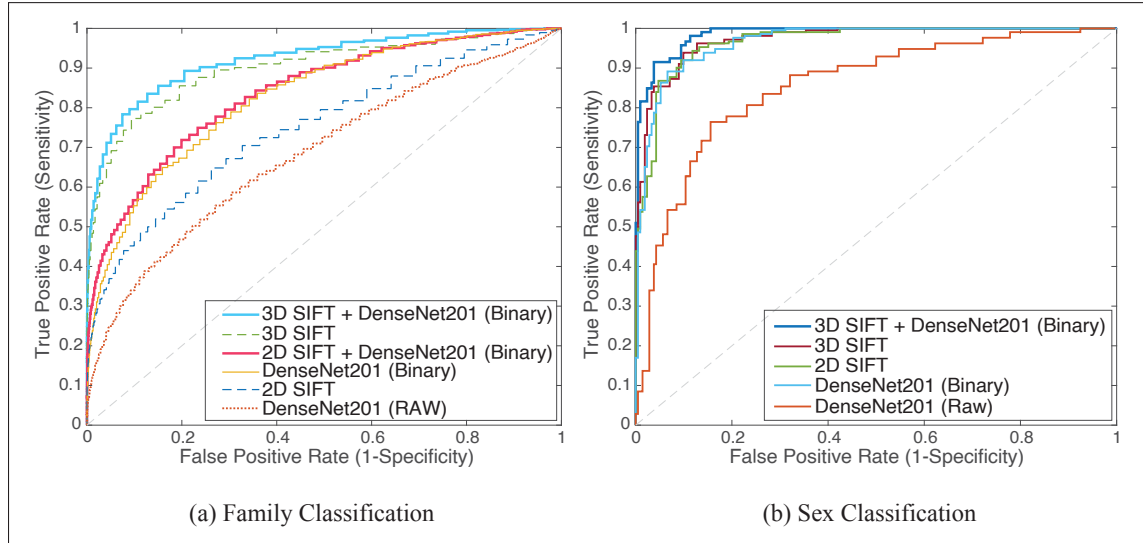 1
0.9
0.8
0.7
0.6
0.5
0.4
0.3
0.2
0.1
0
True Positive Rate (Sensitivity)
3D SIFT + DenseNet201 (Binary)
3D SIFT
2D SIFT + DenseNet201 (Binary)
DenseNet201 (Binary)
2D SIFT
DenseNet201 (RAW)
0 0.2 0.4 0.6 0.8 1
False Positive Rate (1-Specificity)
(a) Family Classification
1
0.9
0.8
0.7
0.6
0.5
0.4
0.3
0.2
0.1
0
True Positive Rate (Sensitivity)
3D SIFT + DenseNet201 (Binary)
3D SIFT
2D SIFT
DenseNet201 (Binary)
DenseNet201 (Raw)
0 0.2 0.4 0.6 0.8 1
False Positive Rate (1-Specificity)
(b) Sex Classification